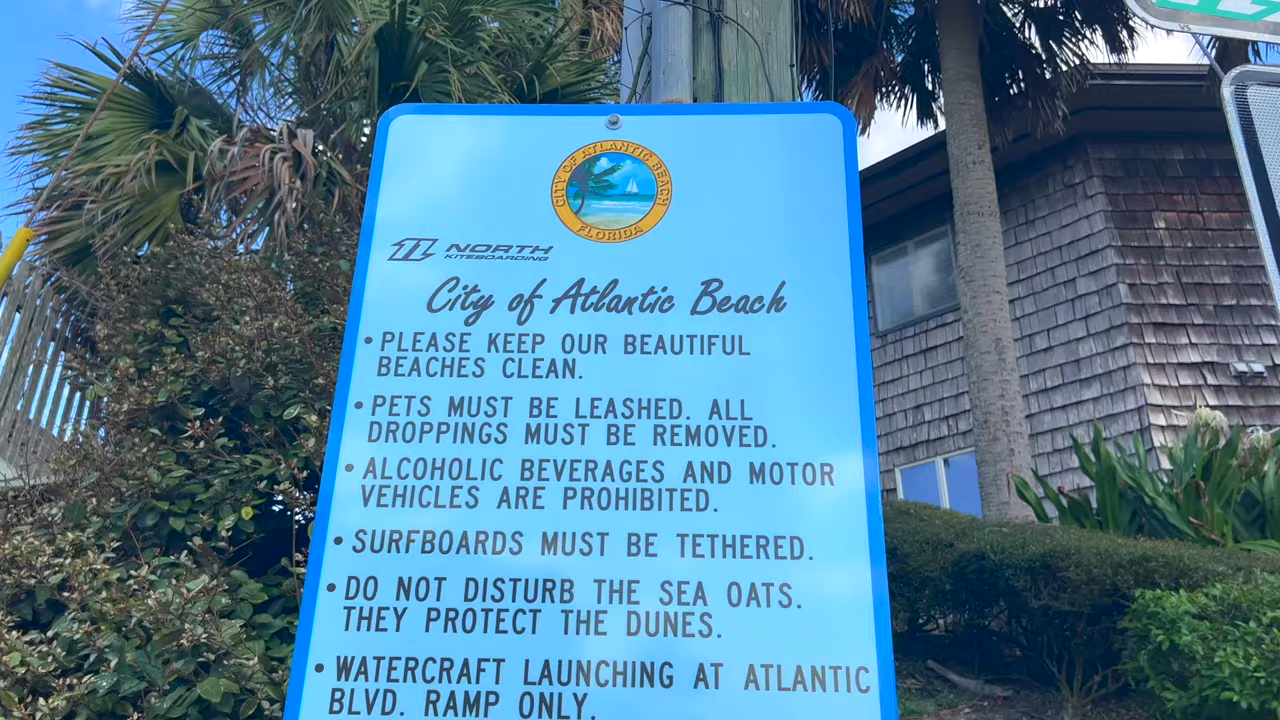 CITY OF ATLANTIC BEACH
FLORIDA
NORTH
KITEBOARDING
City of Atlantic Beach
• PLEASE KEEP OUR BEAUTIFUL
BEACHES CLEAN.
• PETS MUST BE LEASHED. ALL
DROPPINGS MUST BE REMOVED.
• ALCOHOLIC BEVERAGES AND MOTOR
VEHICLES ARE PROHIBITED.
• SURFBOARDS MUST BE TETHERED.
• DO NOT DISTURB THE SEA OATS.
THEY PROTECT THE DUNES.
• WATERCRAFT LAUNCHING AT ATLANTIC
BLVD. RAMP ONLY.